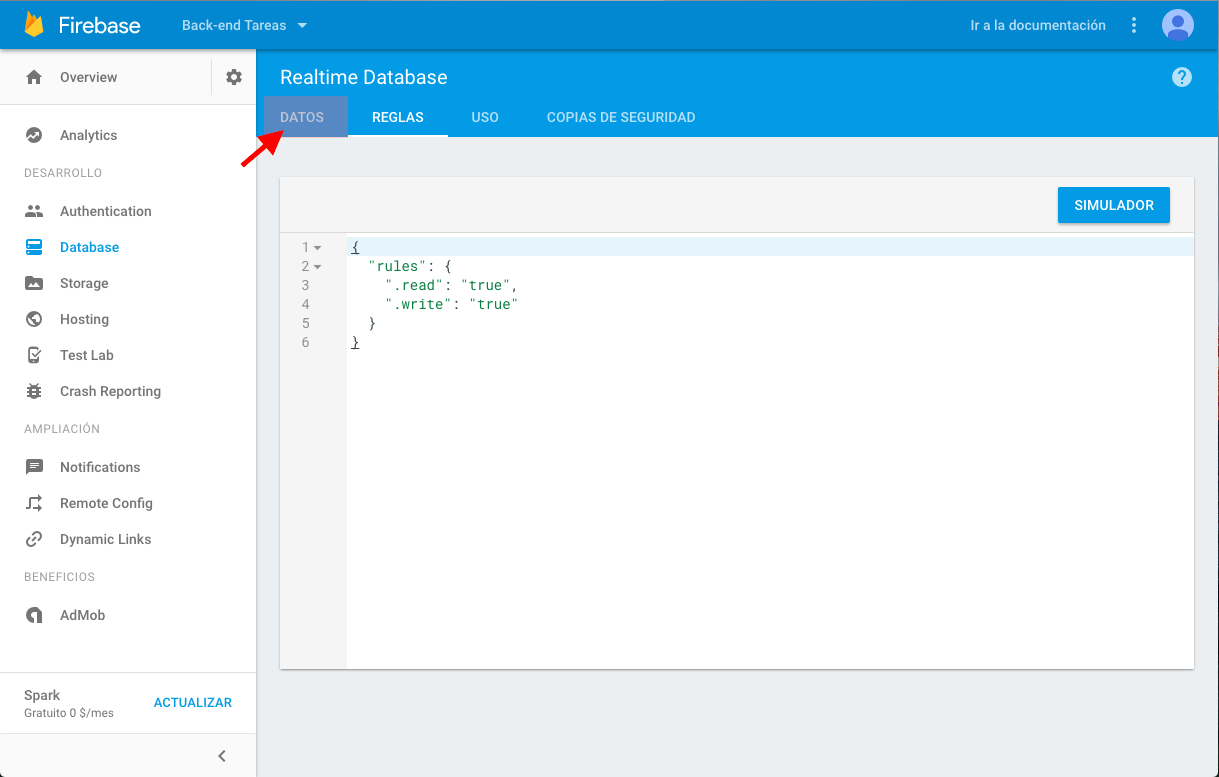 Firebase
Back-end Tareas
Ir a la documentación
Overview
Analytics
DESARROLLO
Authentication
Database
Storage
Hosting
Test Lab
Crash Reporting
AMPLIACIÓN
Notifications
Remote Config
Dynamic Links
BENEFICIOS
AdMob
Spark
Gratuito 0 $/mes
ACTUALIZAR
Realtime Database
?
DATOS REGLAS USO COPIAS DE SEGURIDAD
SIMULADOR
1 {
2 "rules": {
3 ".read": "true",
4 ".write": "true"
5 }
6 }